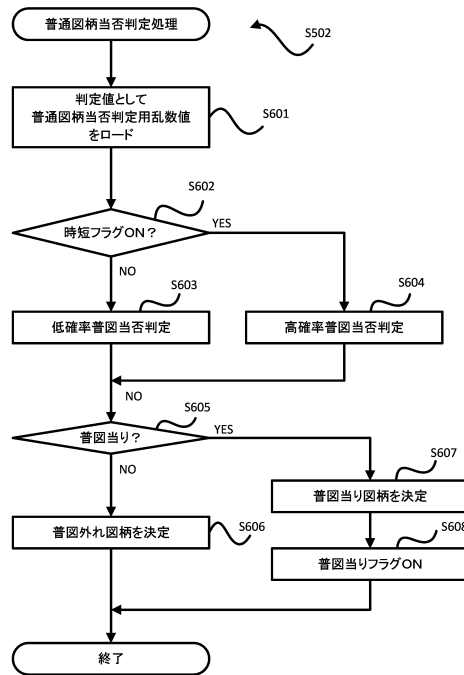 普通図柄当否判定処理
S502
判定値として
普通図柄当否判定用乱数値
をロード
S601
S602
時短フラグON？
YES
NO
S603
S604
低確率普図当否判定
高確率普図当否判定
NO
S605
普図当り？
YES
NO
S607
普図当り図柄を決定
普図外れ図柄を決定
S606
S608
普図当りフラグON
終了